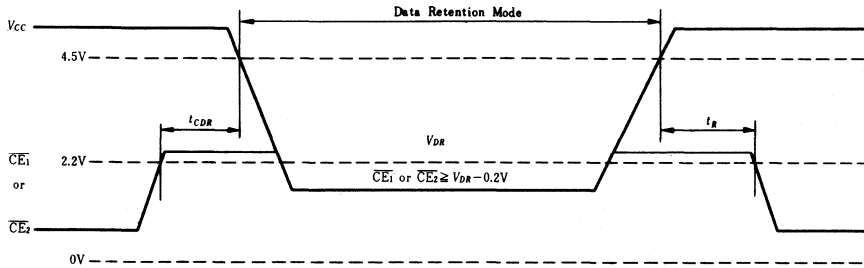 Data Retention Mode
VCC
4.5V
tCDR
tR
VDR
CE1
2.2V
CE1 or CE2 ≧ VDR−0.2V
or
CE2
0V